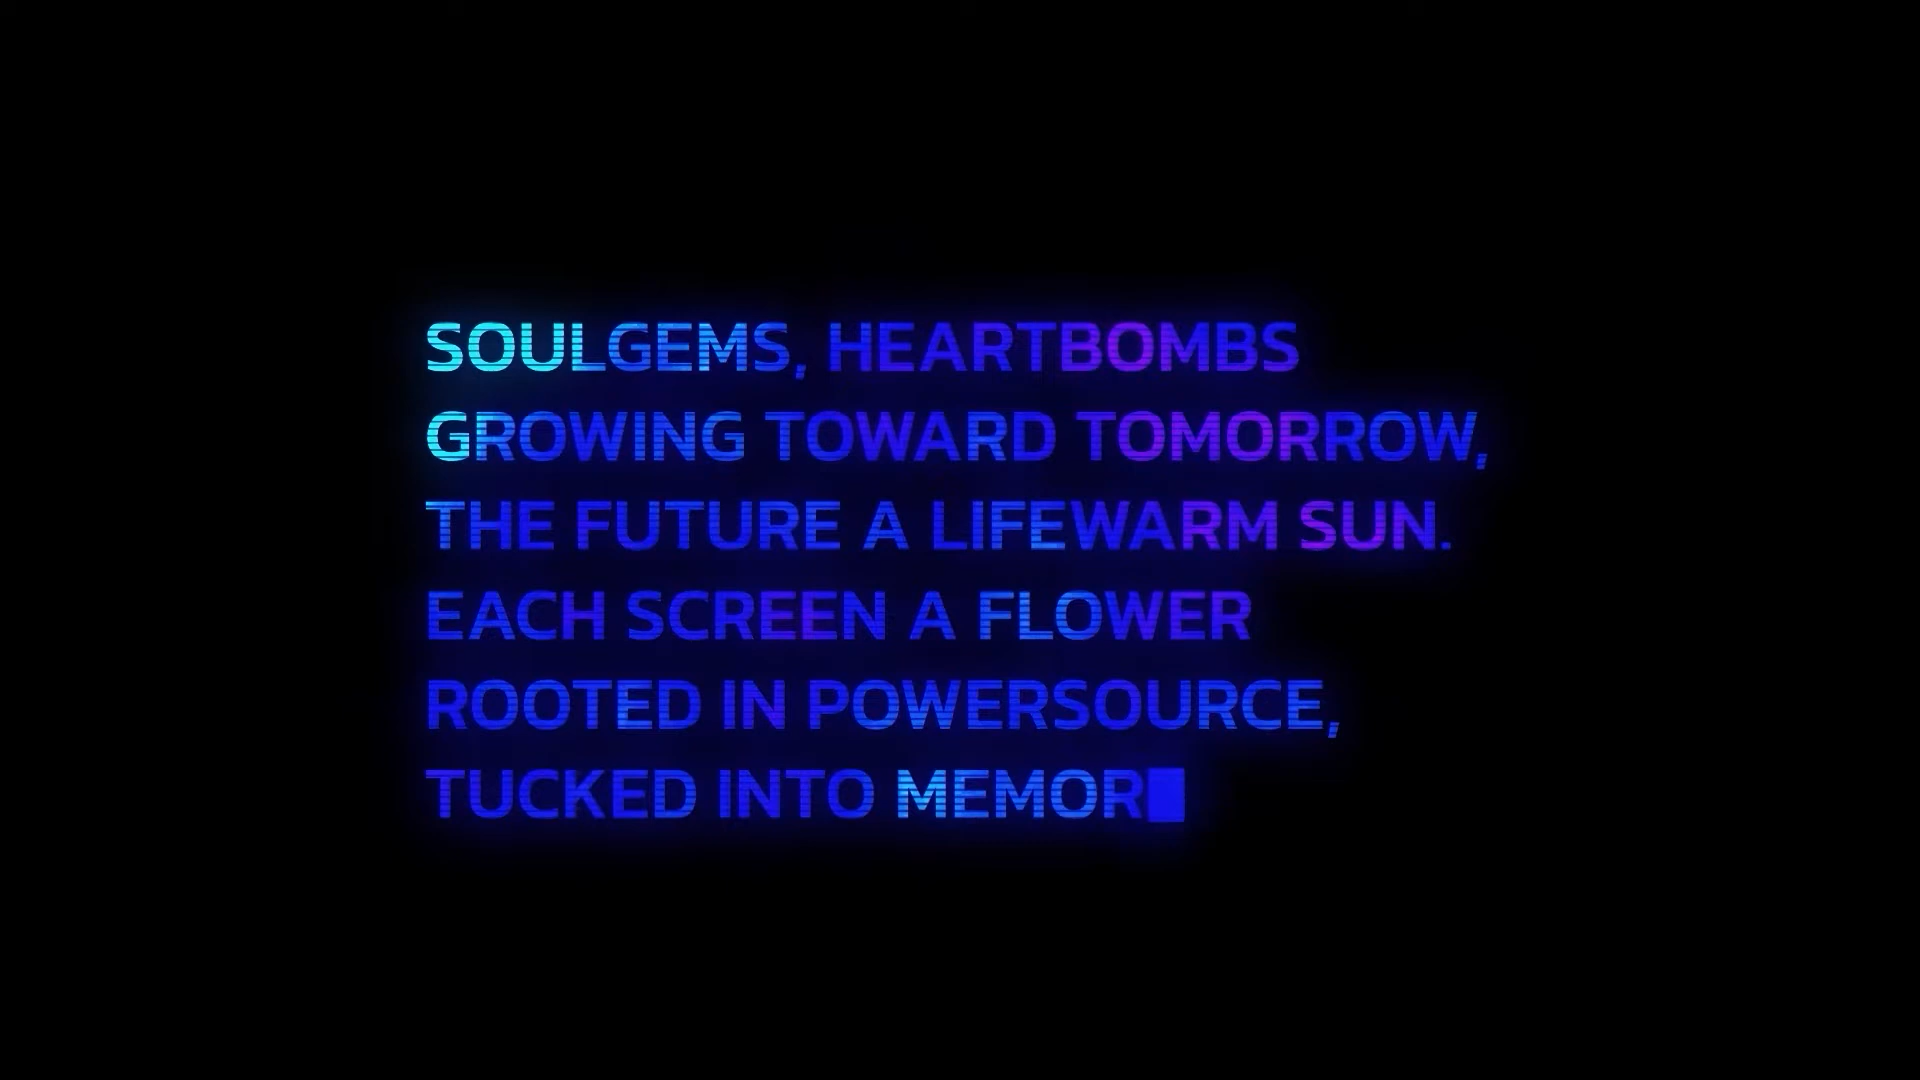 SOULGEMS, HEARTBOMBS
GROWING TOWARD TOMORROW,
THE FUTURE A LIFEWARM SUN.
EACH SCREEN A FLOWER
ROOTED IN POWERSOURCE,
TUCKED INTO MEMOR